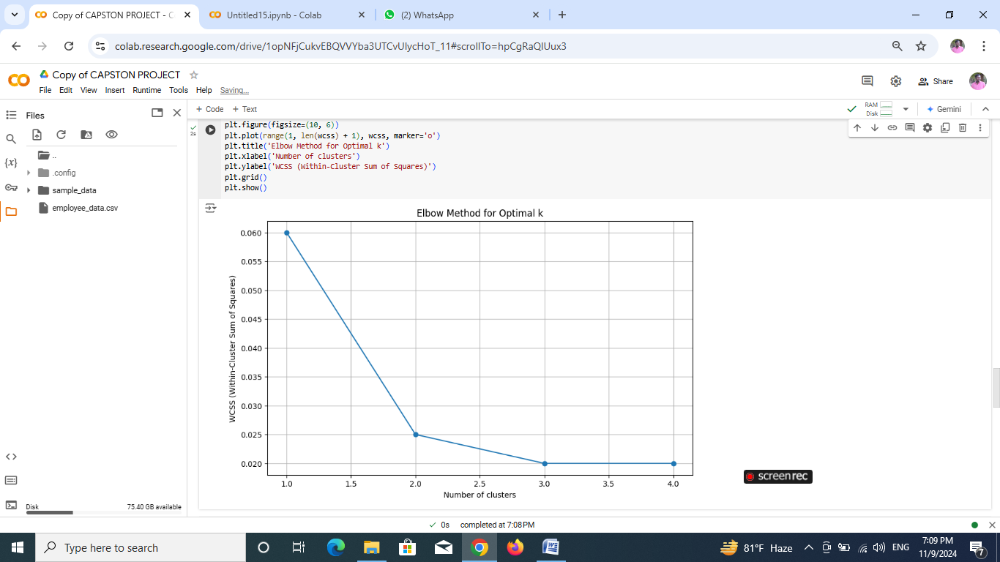 Copy of CAPSTON PROJECT - C
Untitled15.ipynb - Colab
(2) WhatsApp
colab.research.google.com/drive/1opNFjCukvEBQVVYba3UTCvUlycHoT_11#scrollTo=hpCgRaQlUux3
Copy of CAPSTON PROJECT
Share
File Edit View Insert Runtime Tools Help Saving...
Files
+ Code + Text
RAM
Disk
Gemini
..
.config
sample_data
employee_data.csv
{x}
2s
plt.figure(figsize=(10, 6))
plt.plot(range(1, len(wcss) + 1), wcss, marker='o')
plt.title('Elbow Method for Optimal k')
plt.xlabel('Number of clusters')
plt.ylabel('WCSS (Within-Cluster Sum of Squares)')
plt.grid()
plt.show()
Elbow Method for Optimal k
WCSS (Within-Cluster Sum of Squares)
0.060
0.055
0.050
0.045
0.040
0.035
0.030
0.025
0.020
1.0 1.5 2.0 2.5 3.0 3.5 4.0
Number of clusters
screenrec
Disk 75.40 GB available
0s completed at 7:08 PM
Type here to search
81°F Haze
ENG
7:09 PM
11/9/2024
7